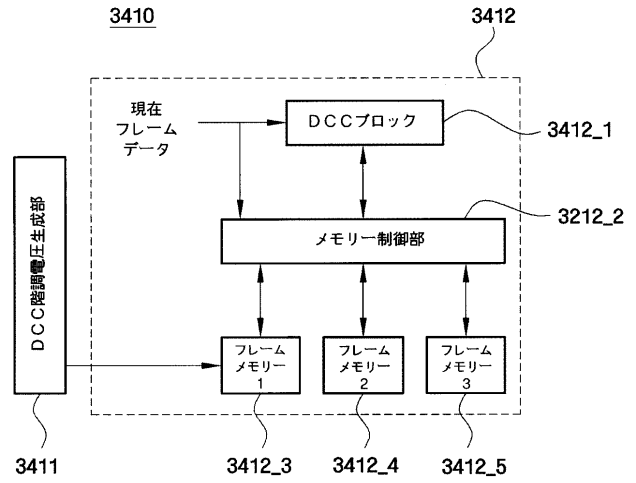 3410
3412
現在
フレーム
データ
DCCブロック
3412_1
3212_2
メモリー制御部
DCC階調電圧生成部
フレーム
メモリー
1
フレーム
メモリー
2
フレーム
メモリー
3
3411
3412_3
3412_4
3412_5